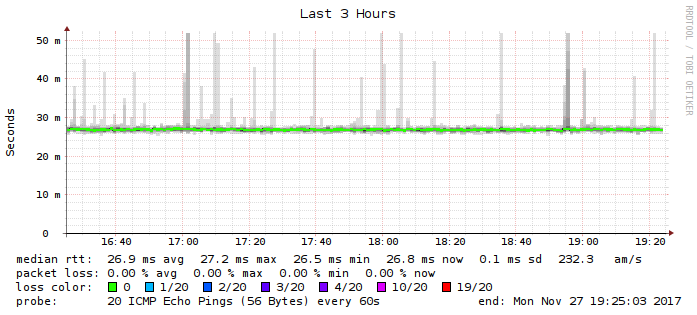 Last 3 Hours
RRDTOOL / TOBI OETIKER
Seconds
50 m
40 m
30 m
20 m
10 m
0
16:40 17:00 17:20 17:40 18:00 18:20 18:40 19:00 19:20
median rtt: 26.9 ms avg 27.2 ms max 26.5 ms min 26.8 ms now 0.1 ms sd 232.3 am/s
packet loss: 0.00 % avg 0.00 % max 0.00 % min 0.00 % now
loss color: 0 1/20 2/20 3/20 4/20 10/20 19/20
probe: 20 ICMP Echo Pings (56 Bytes) every 60s end: Mon Nov 27 19:25:03 2017